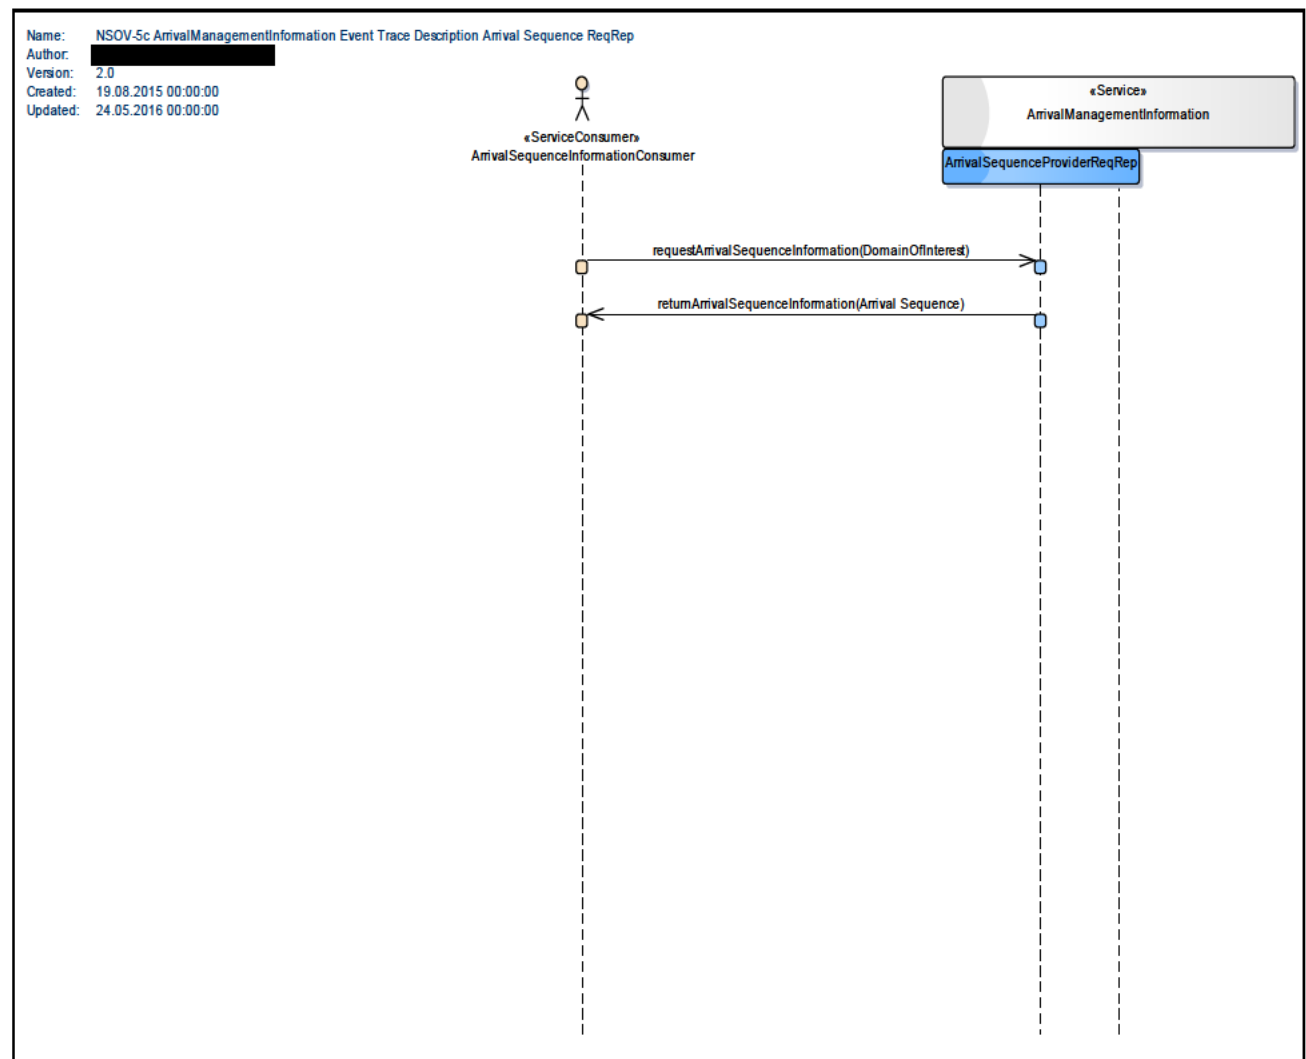 Name: NSOV-5c ArrivalManagementInformation Event Trace Description Arrival Sequence ReqRep
Author:
Version: 2.0
Created: 19.08.2015 00:00:00
Updated: 24.05.2016 00:00:00
«ServiceConsumer»
ArrivalSequenceInformationConsumer
«Service»
ArrivalManagementInformation
ArrivalSequenceProviderReqRep
requestArrivalSequenceInformation(DomainOfInterest)
returnArrivalSequenceInformation(Arrival Sequence)